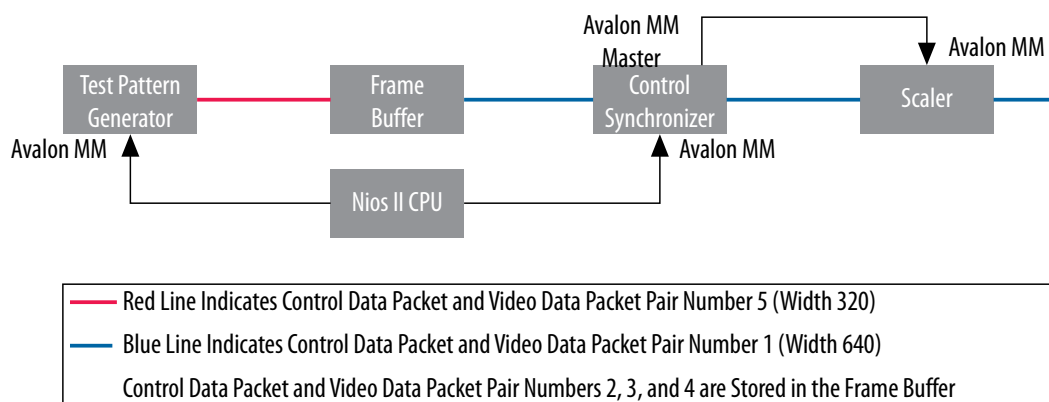 Avalon MM
Master
Avalon MM
Test Pattern
Generator
Frame
Buffer
Control
Synchronizer
Scaler
Avalon MM
Avalon MM
Nios II CPU
Red Line Indicates Control Data Packet and Video Data Packet Pair Number 5 (Width 320)
Blue Line Indicates Control Data Packet and Video Data Packet Pair Number 1 (Width 640)
Control Data Packet and Video Data Packet Pair Numbers 2, 3, and 4 are Stored in the Frame Buffer